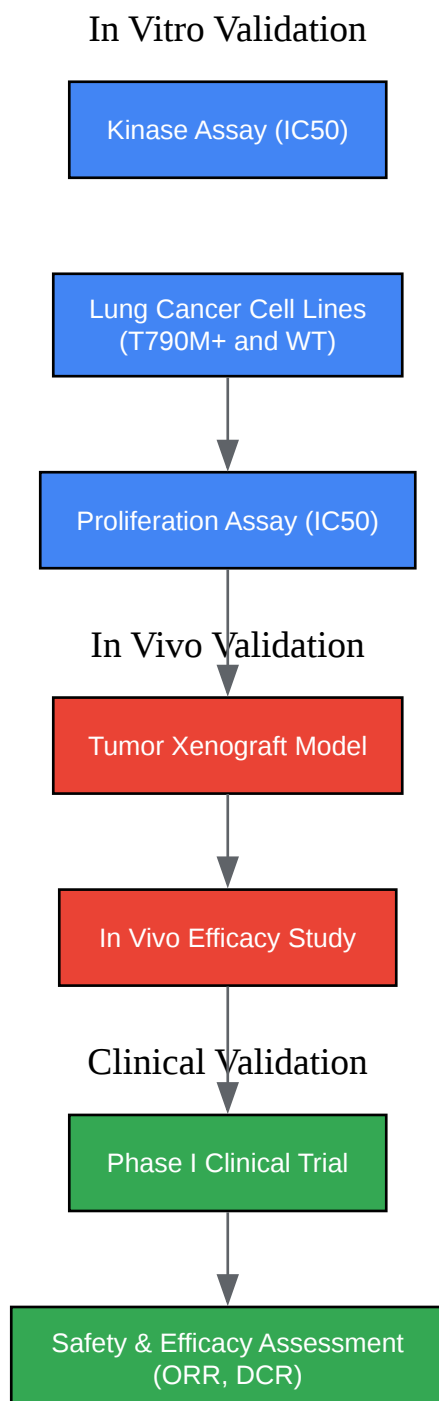 In Vitro Validation
Kinase Assay (IC50)
Lung Cancer Cell Lines
(T790M+ and WT)
Proliferation Assay (IC50)
In Vivo Validation
Tumor Xenograft Model
In Vivo Efficacy Study
Clinical Validation
Phase I Clinical Trial
Safety & Efficacy Assessment
(ORR, DCR)